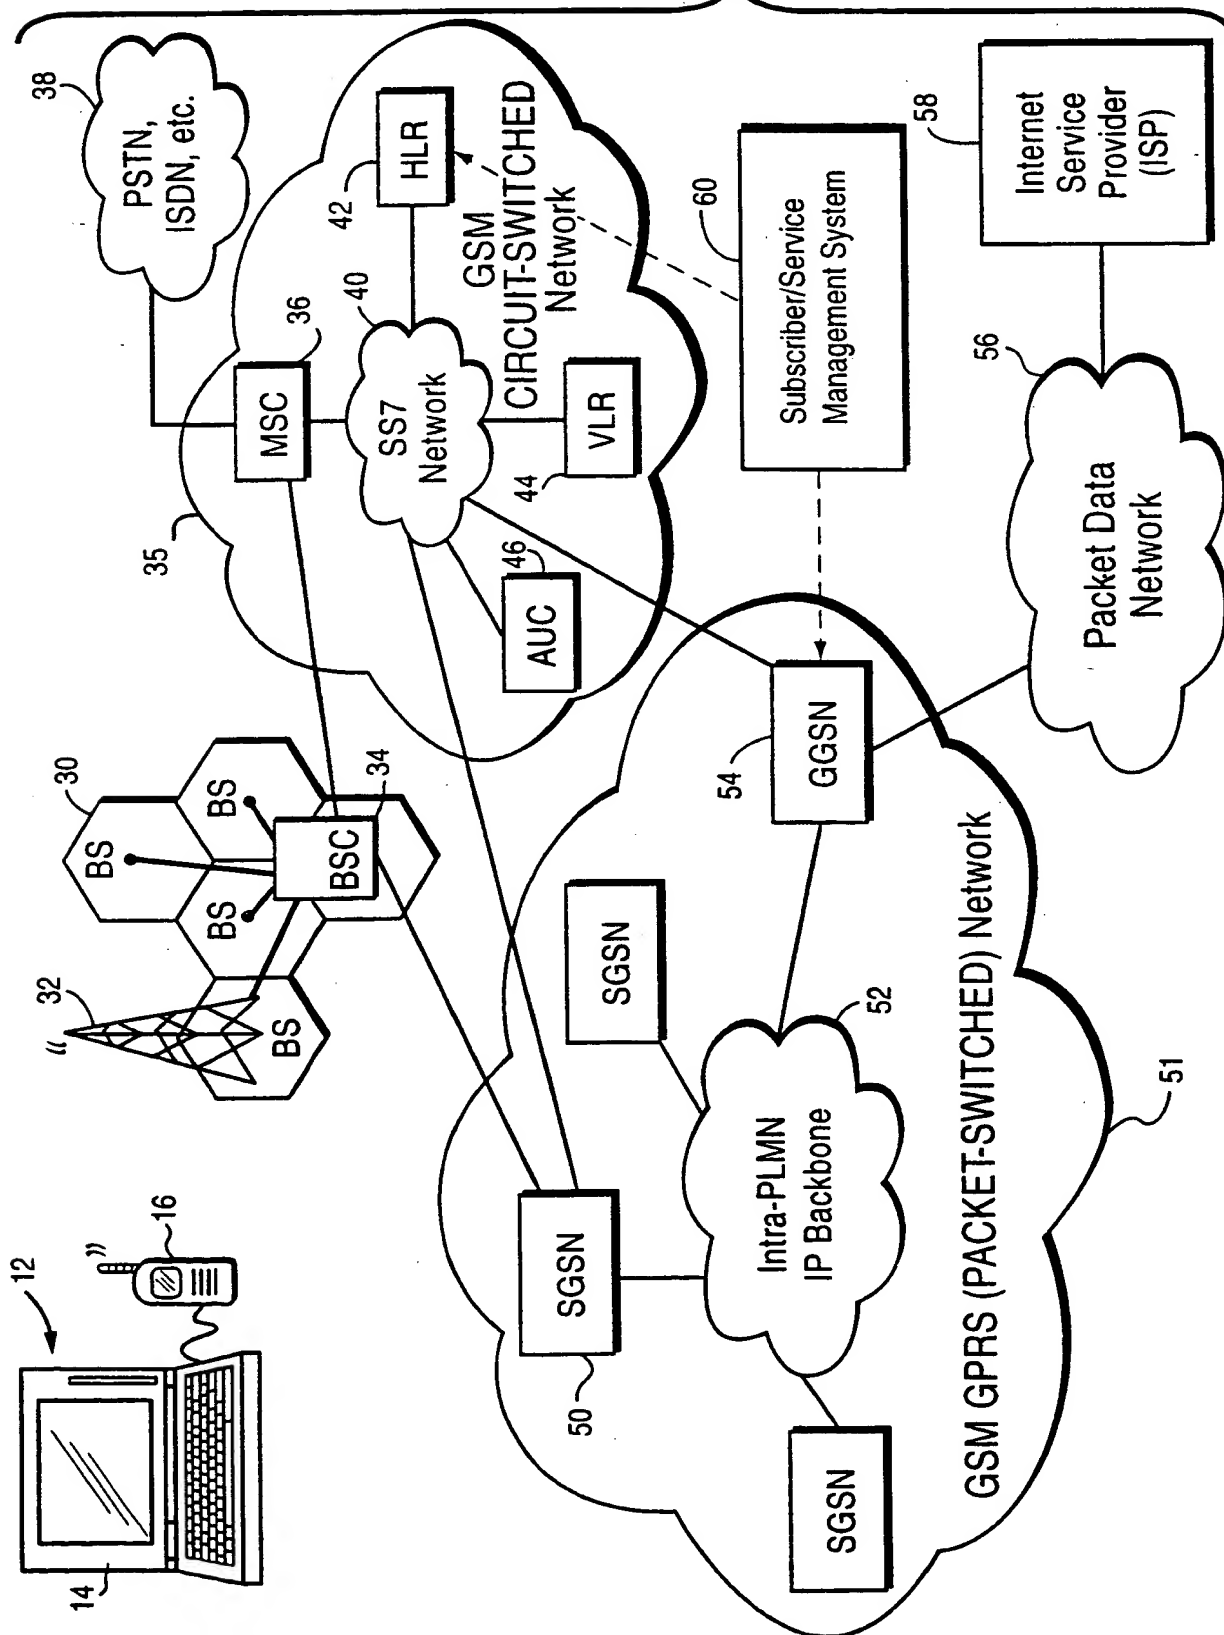 12
14
16
32
BS
BS
BS
BS
30
BSC
34
35
38
PSTN,
ISDN, etc.
MSC
36
SS7
Network
40
HLR
42
VLR
44
AUC
46
GSM
CIRCUIT-SWITCHED
Network
SGSN
50
SGSN
SGSN
Intra-PLMN
IP Backbone
52
GGSN
54
GSM GPRS (PACKET-SWITCHED) Network
51
Subscriber/Service
Management System
60
Packet Data
Network
56
Internet
Service
Provider
(ISP)
58